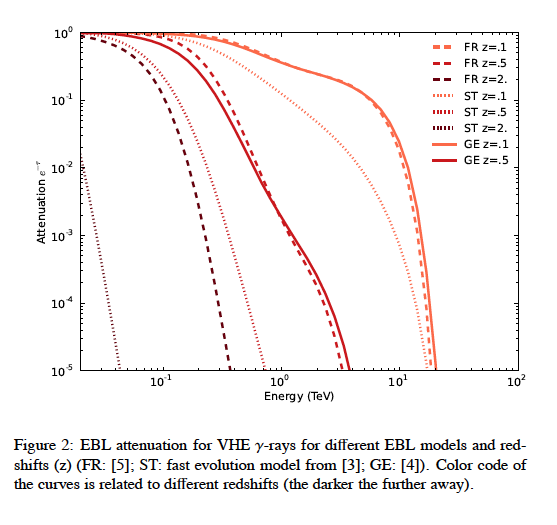 10^0
10^-1
10^-2
10^-3
10^-4
10^-5
Attenuation e^-τ
10^-1
10^0
10^1
10^2
Energy (TeV)
FR z=.1
FR z=.5
FR z=2.
ST z=.1
ST z=.5
ST z=2.
GE z=.1
GE z=.5
Figure 2: EBL attenuation for VHE γ-rays for different EBL models and red-
shifts (z) (FR: [5]; ST: fast evolution model from [3]; GE: [4]). Color code of
the curves is related to different redshifts (the darker the further away).